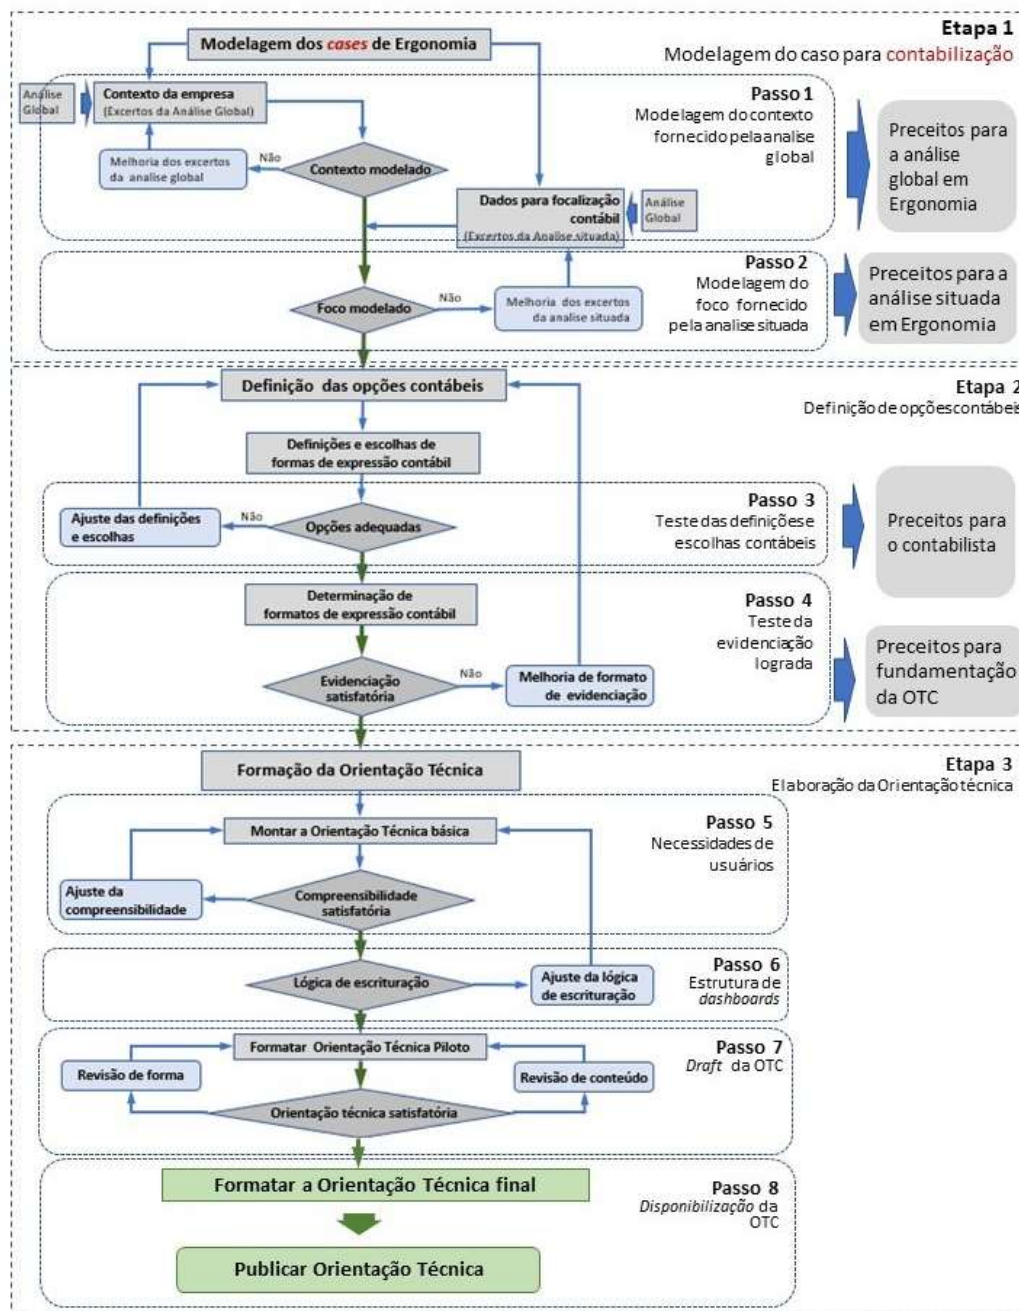 Etapa 1
Modelagem do caso para contabilização
Modelagem dos cases de Ergonomia
Análise
Global
Contexto da empresa
(Excertos da Análise Global)
Passo 1
Modelagem do contexto
fornecido pela analise
global
Preceitos para
a análise
global em
Ergonomia
Melhoria dos excertos
da analise global
Não
Contexto modelado
Dados para focalização
contábil
(Excertos da Analise situada)
Análise
Global
Passo 2
Modelagem do
foco fornecido
pela analise situada
Preceitos para a
análise situada
em Ergonomia
Foco modelado
Não
Melhoria dos excertos
da analise situada
Etapa 2
Definição de opções contábeis
Definição das opções contábeis
Definições e escolhas de
formas de expressão contábil
Passo 3
Teste das definições e
escolhas contábeis
Preceitos para
o contabilista
Ajuste das definições
e escolhas
Não
Opções adequadas
Determinação de
formatos de expressão contábil
Passo 4
Teste da
evidenciação
lograda
Preceitos para
fundamentação
da OTC
Evidenciação
satisfatória
Não
Melhoria de formato
de evidenciação
Etapa 3
Elaboração da Orientação técnica
Formação da Orientação Técnica
Passo 5
Necessidades de
usuários
Montar a Orientação Técnica básica
Ajuste da
compreensibilidade
Compreensibilidade
satisfatória
Passo 6
Estrutura de
dashboards
Lógica de escrituração
Ajuste da lógica
de escrituração
Passo 7
Draft da OTC
Formatar Orientação Técnica Piloto
Revisão de forma
Revisão de conteúdo
Orientação técnica satisfatória
Passo 8
Disponibilização da
OTC
Formatar a Orientação Técnica final
Publicar Orientação Técnica